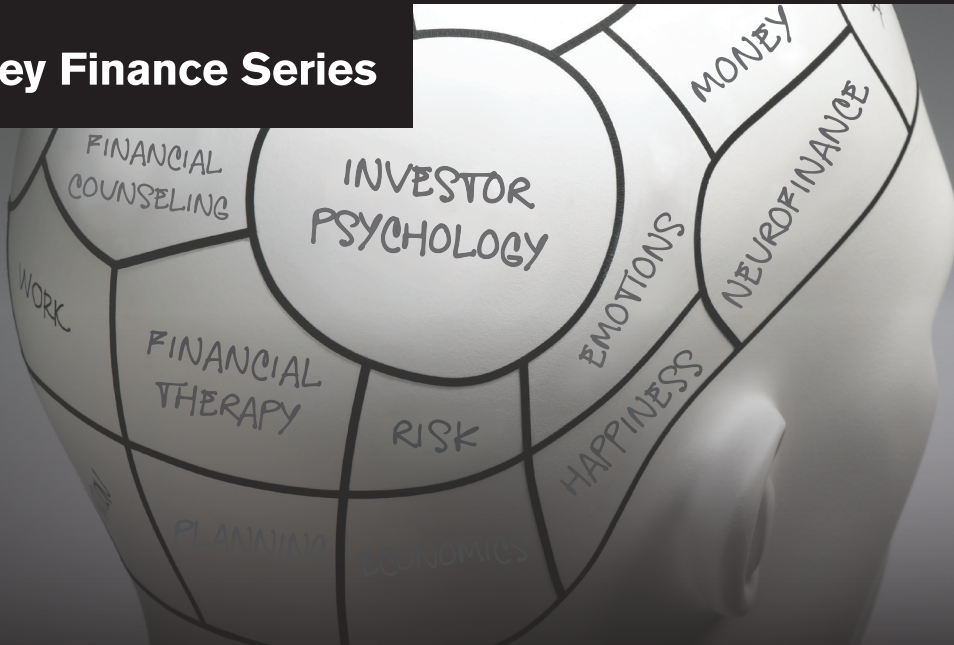 ey Finance Series
MONEY
FINANCIAL
COUNSELING
INVESTOR
PSYCHOLOGY
EMOTIONS
NEUROFINANCE
WORK
FINANCIAL
THERAPY
RISK
HAPPINESS
PLANNING
ECONOMICS